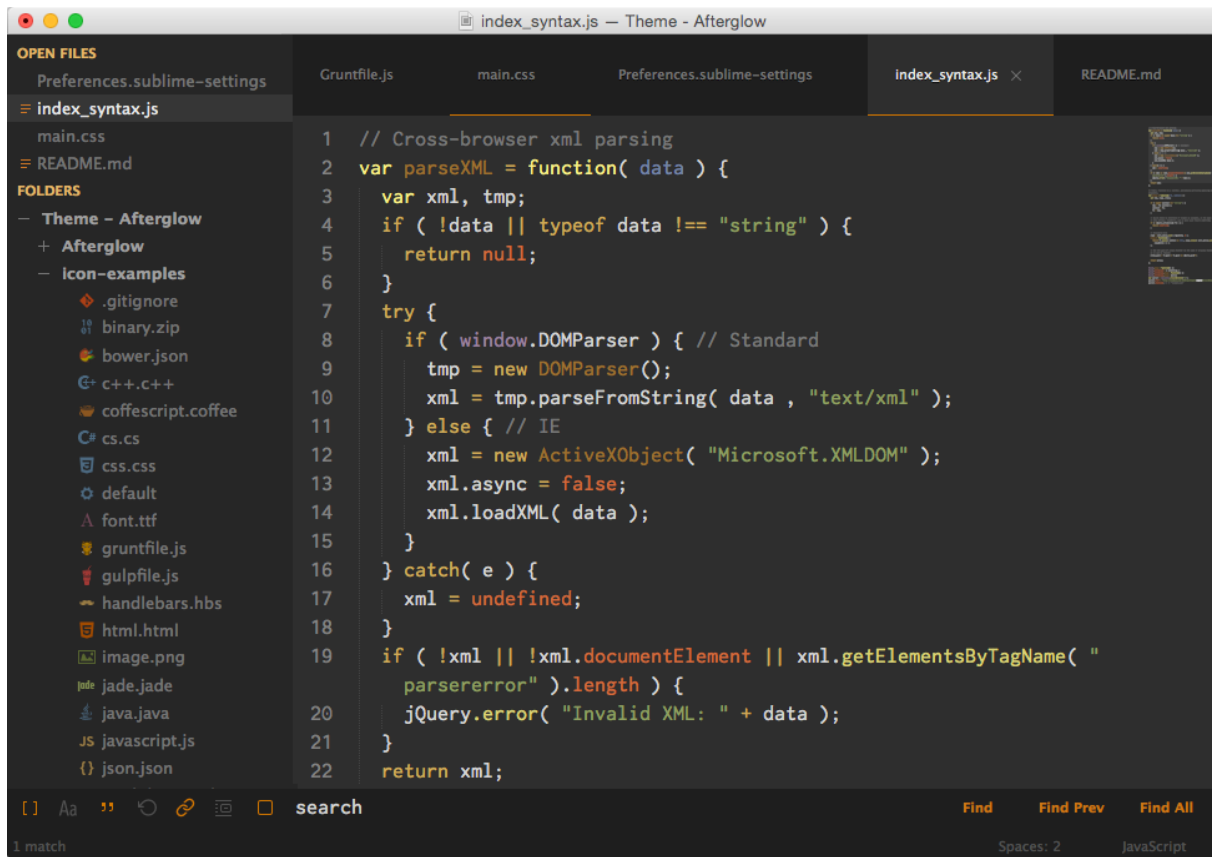 index_syntax.js — Theme - Afterglow
OPEN FILES
Preferences.sublime-settings
index_syntax.js
main.css
README.md
FOLDERS
Theme - Afterglow
Afterglow
icon-examples
.gitignore
binary.zip
bower.json
c++.c++
coffescript.coffee
cs.cs
css.css
default
font.ttf
gruntfile.js
gulpfile.js
handlebars.hbs
html.html
image.png
jade jade.jade
java.java
JS javascript.js
{} json.json
Gruntfile.js main.css Preferences.sublime-settings index_syntax.js × README.md
1 // Cross-browser xml parsing
2 var parseXML = function( data ) {
3 var xml, tmp;
4 if ( !data || typeof data !== "string" ) {
5 return null;
6 }
7 try {
8 if ( window.DOMParser ) { // Standard
9 tmp = new DOMParser();
10 xml = tmp.parseFromString( data , "text/xml" );
11 } else { // IE
12 xml = new ActiveXObject( "Microsoft.XMLDOM" );
13 xml.async = false;
14 xml.loadXML( data );
15 }
16 } catch( e ) {
17 xml = undefined;
18 }
19 if ( !xml || !xml.documentElement || xml.getElementsByTagName( "
parsererror" ).length ) {
20 jQuery.error( "Invalid XML: " + data );
21 }
22 return xml;
[] Aa " search Find Find Prev Find All
1 match Spaces: 2 JavaScript